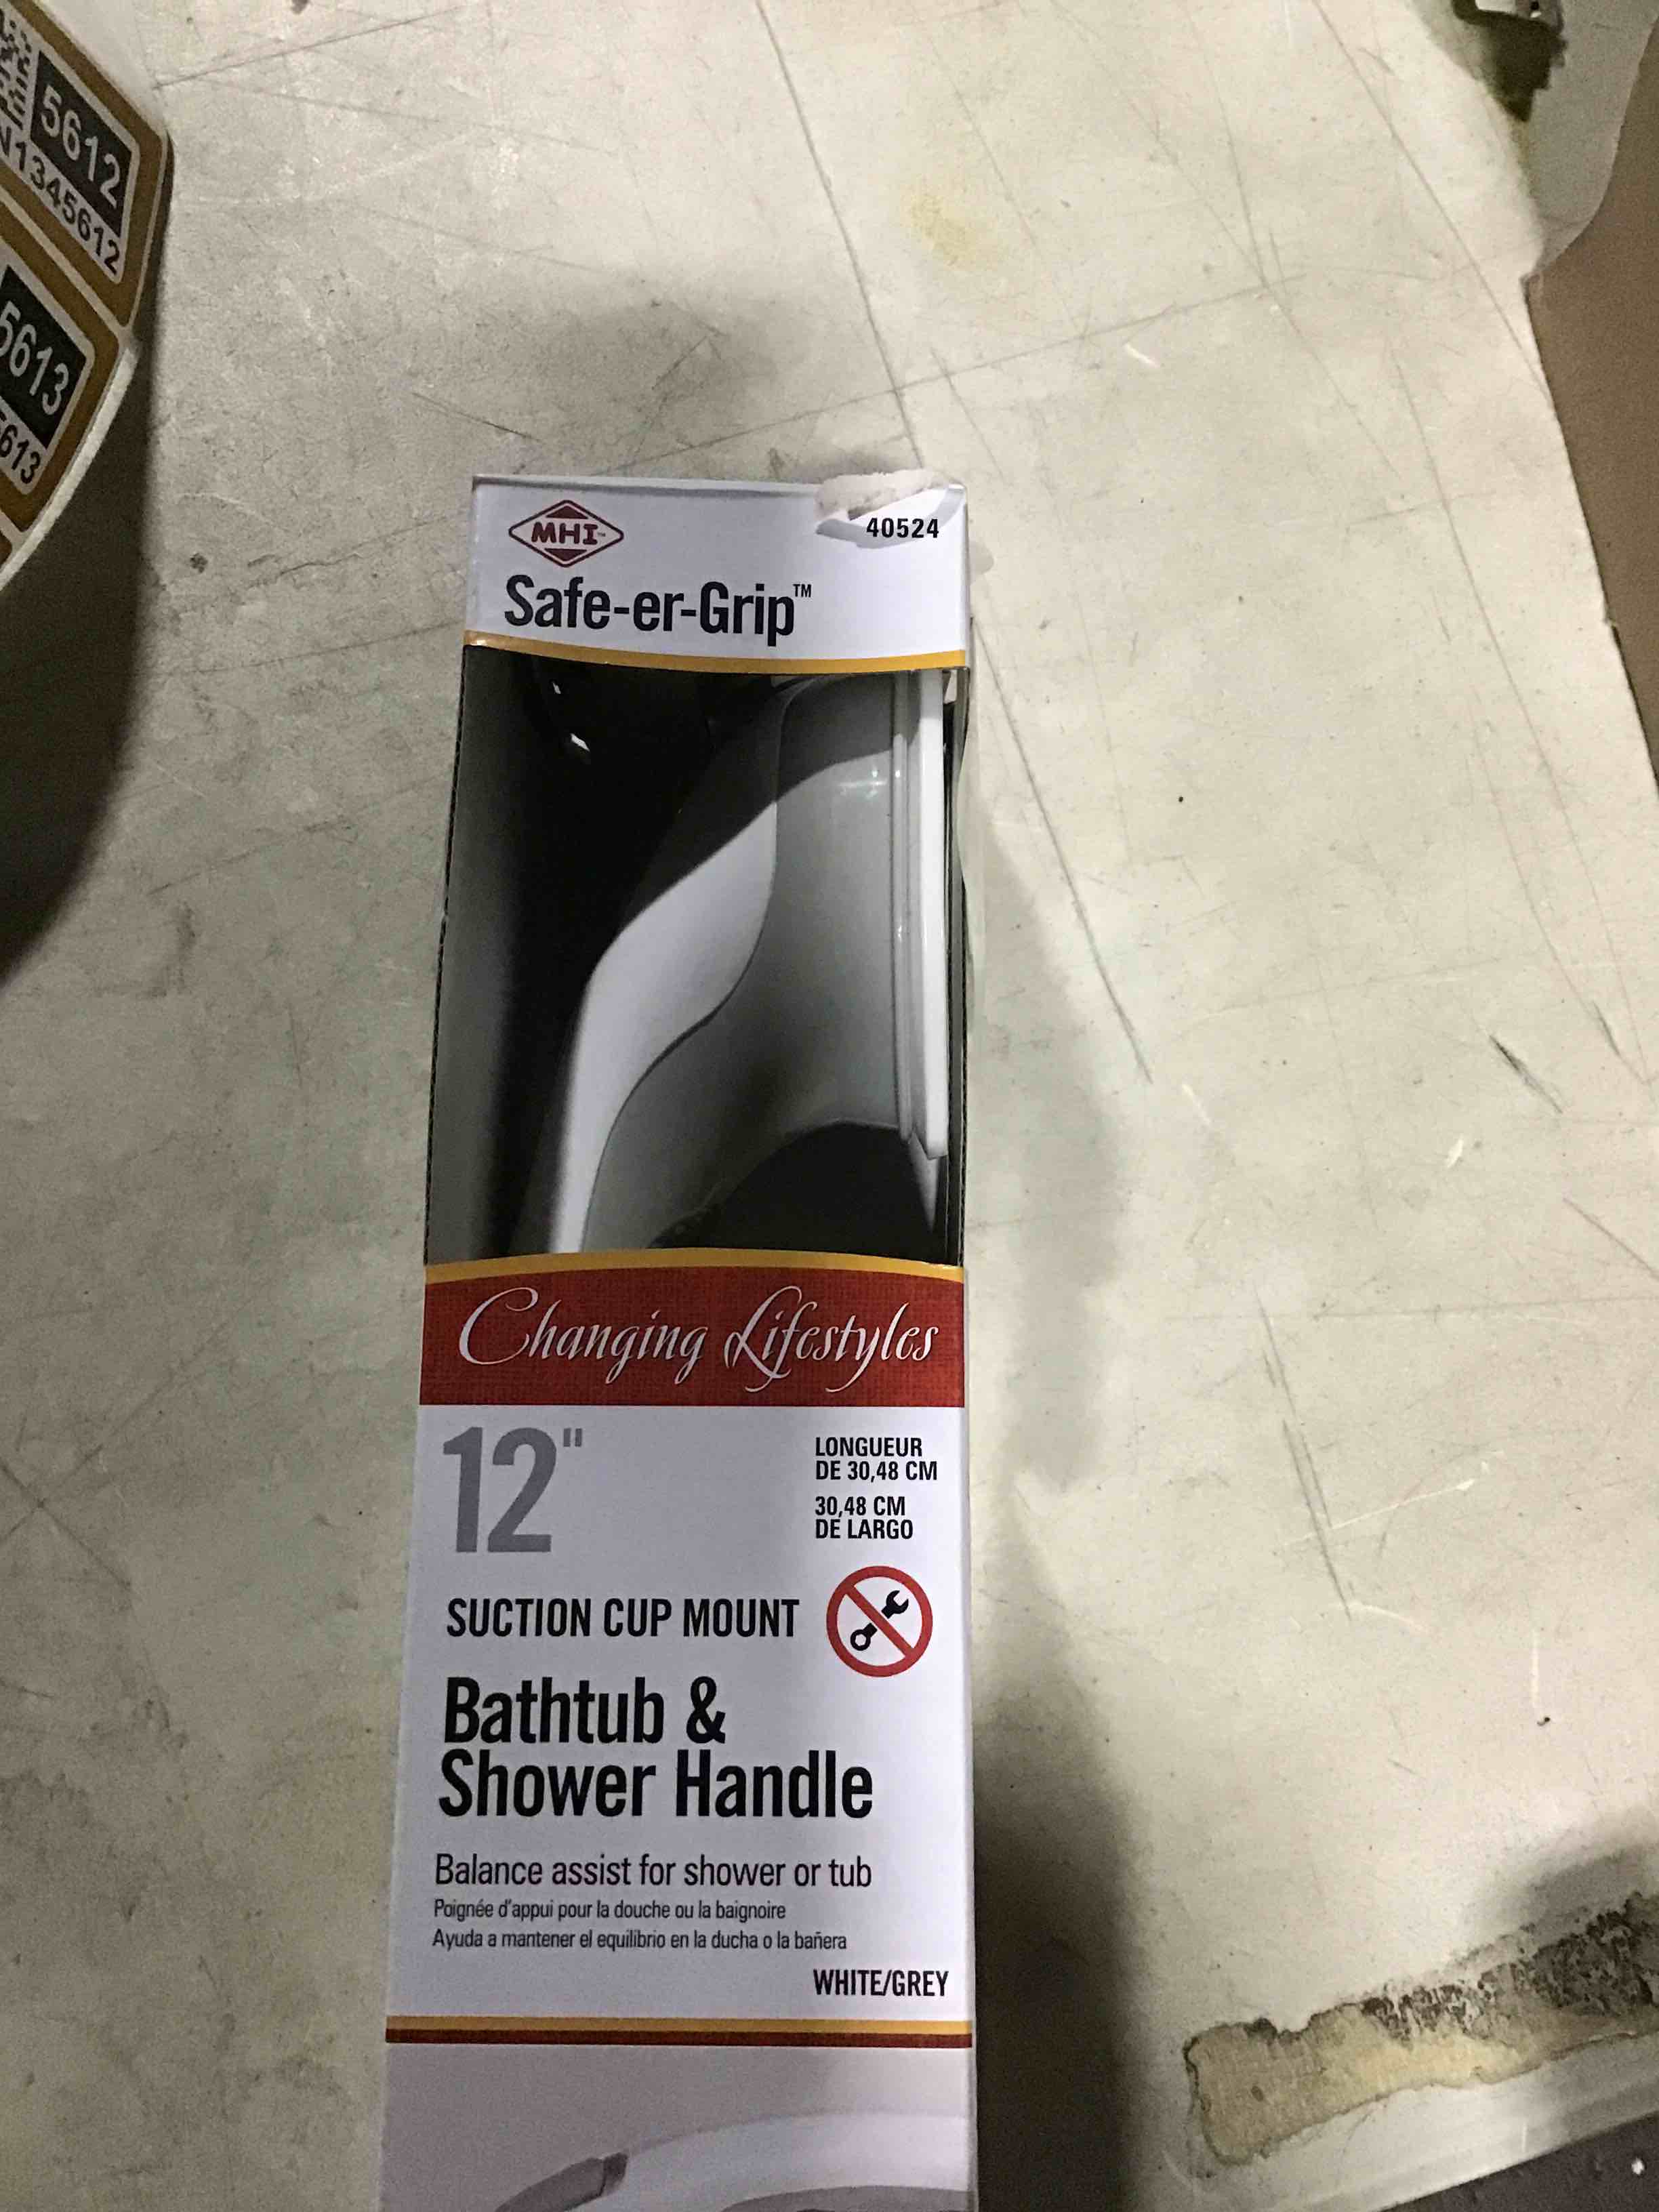 5612
N1345612
5613
5613
MHI™
40524
Safe-er-Grip™
Changing Lifestyles
12"
LONGUEUR
DE 30,48 CM
30,48 CM
DE LARGO
SUCTION CUP MOUNT
Bathtub &
Shower Handle
Balance assist for shower or tub
Poignée d'appui pour la douche ou la baignoire
Ayuda a mantener el equilibrio en la ducha o la bañera
WHITE/GREY